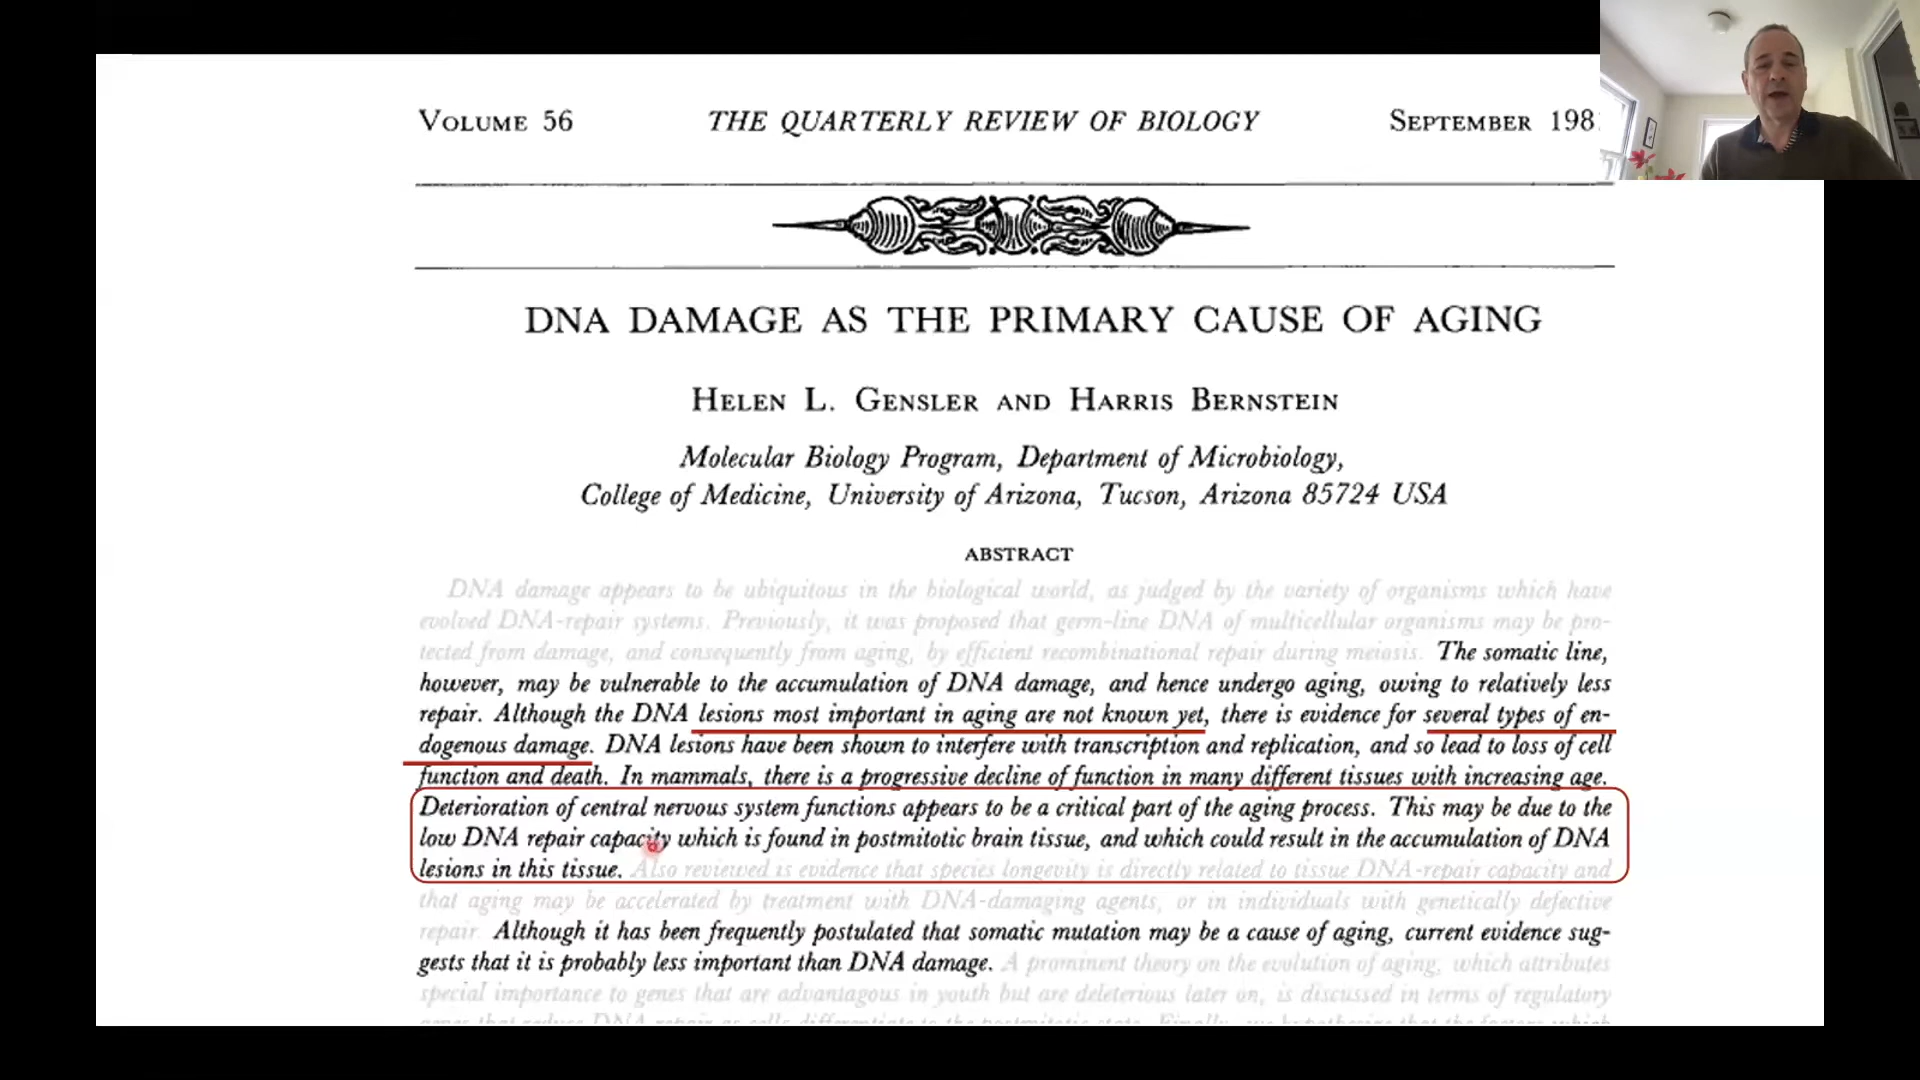 VOLUME 56 THE QUARTERLY REVIEW OF BIOLOGY SEPTEMBER 198
DNA DAMAGE AS THE PRIMARY CAUSE OF AGING
HELEN L. GENSLER AND HARRIS BERNSTEIN
Molecular Biology Program, Department of Microbiology,
College of Medicine, University of Arizona, Tucson, Arizona 85724 USA
ABSTRACT
DNA damage appears to be ubiquitous in the biological world, as judged by the variety of organisms which have
evolved DNA-repair systems. Previously, it was proposed that germ-line DNA of multicellular organisms may be pro-
tected from damage, and consequently from aging, by efficient recombinational repair during meiosis. The somatic line,
however, may be vulnerable to the accumulation of DNA damage, and hence undergo aging, owing to relatively less
repair. Although the DNA lesions most important in aging are not known yet, there is evidence for several types of en-
dogenous damage. DNA lesions have been shown to interfere with transcription and replication, and so lead to loss of cell
function and death. In mammals, there is a progressive decline of function in many different tissues with increasing age.
Deterioration of central nervous system functions appears to be a critical part of the aging process. This may be due to the
low DNA repair capacity which is found in postmitotic brain tissue, and which could result in the accumulation of DNA
lesions in this tissue. Also reviewed is evidence that species longevity is directly related to tissue DNA-repair capacity and
that aging may be accelerated by treatment with DNA-damaging agents, or in individuals with genetically defective
repair. Although it has been frequently postulated that somatic mutation may be a cause of aging, current evidence sug-
gests that it is probably less important than DNA damage. A prominent theory on the evolution of aging, which attributes
special importance to genes that are advantagous in youth but are deleterious later on, is discussed in terms of regulatory